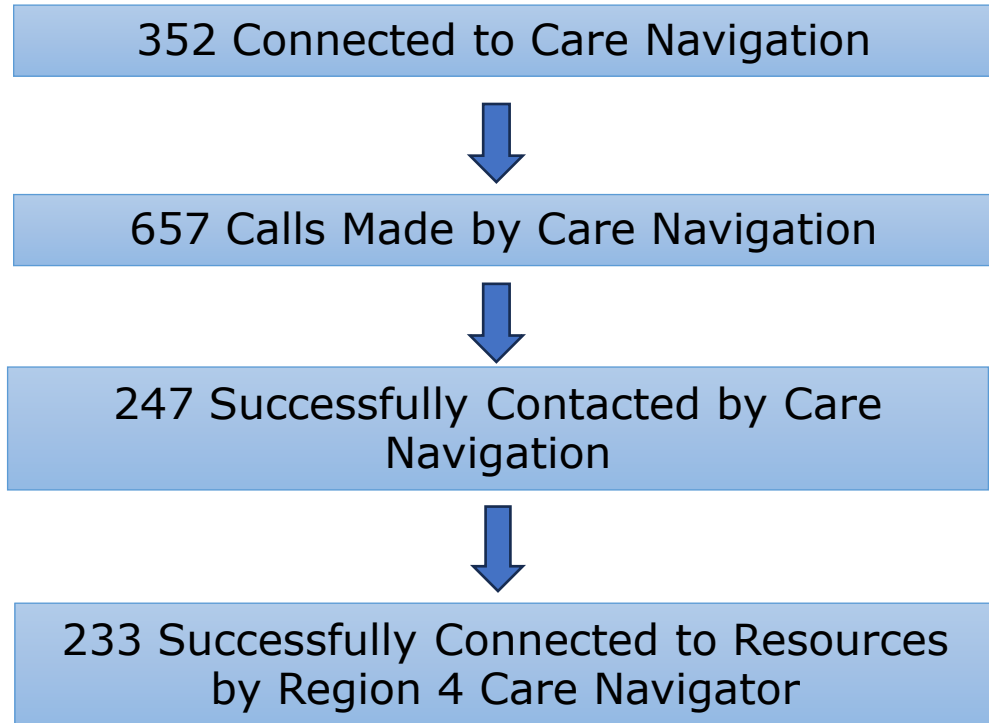 352 Connected to Care Navigation
657 Calls Made by Care Navigation
247 Successfully Contacted by Care
Navigation
233 Successfully Connected to Resources
by Region 4 Care Navigator